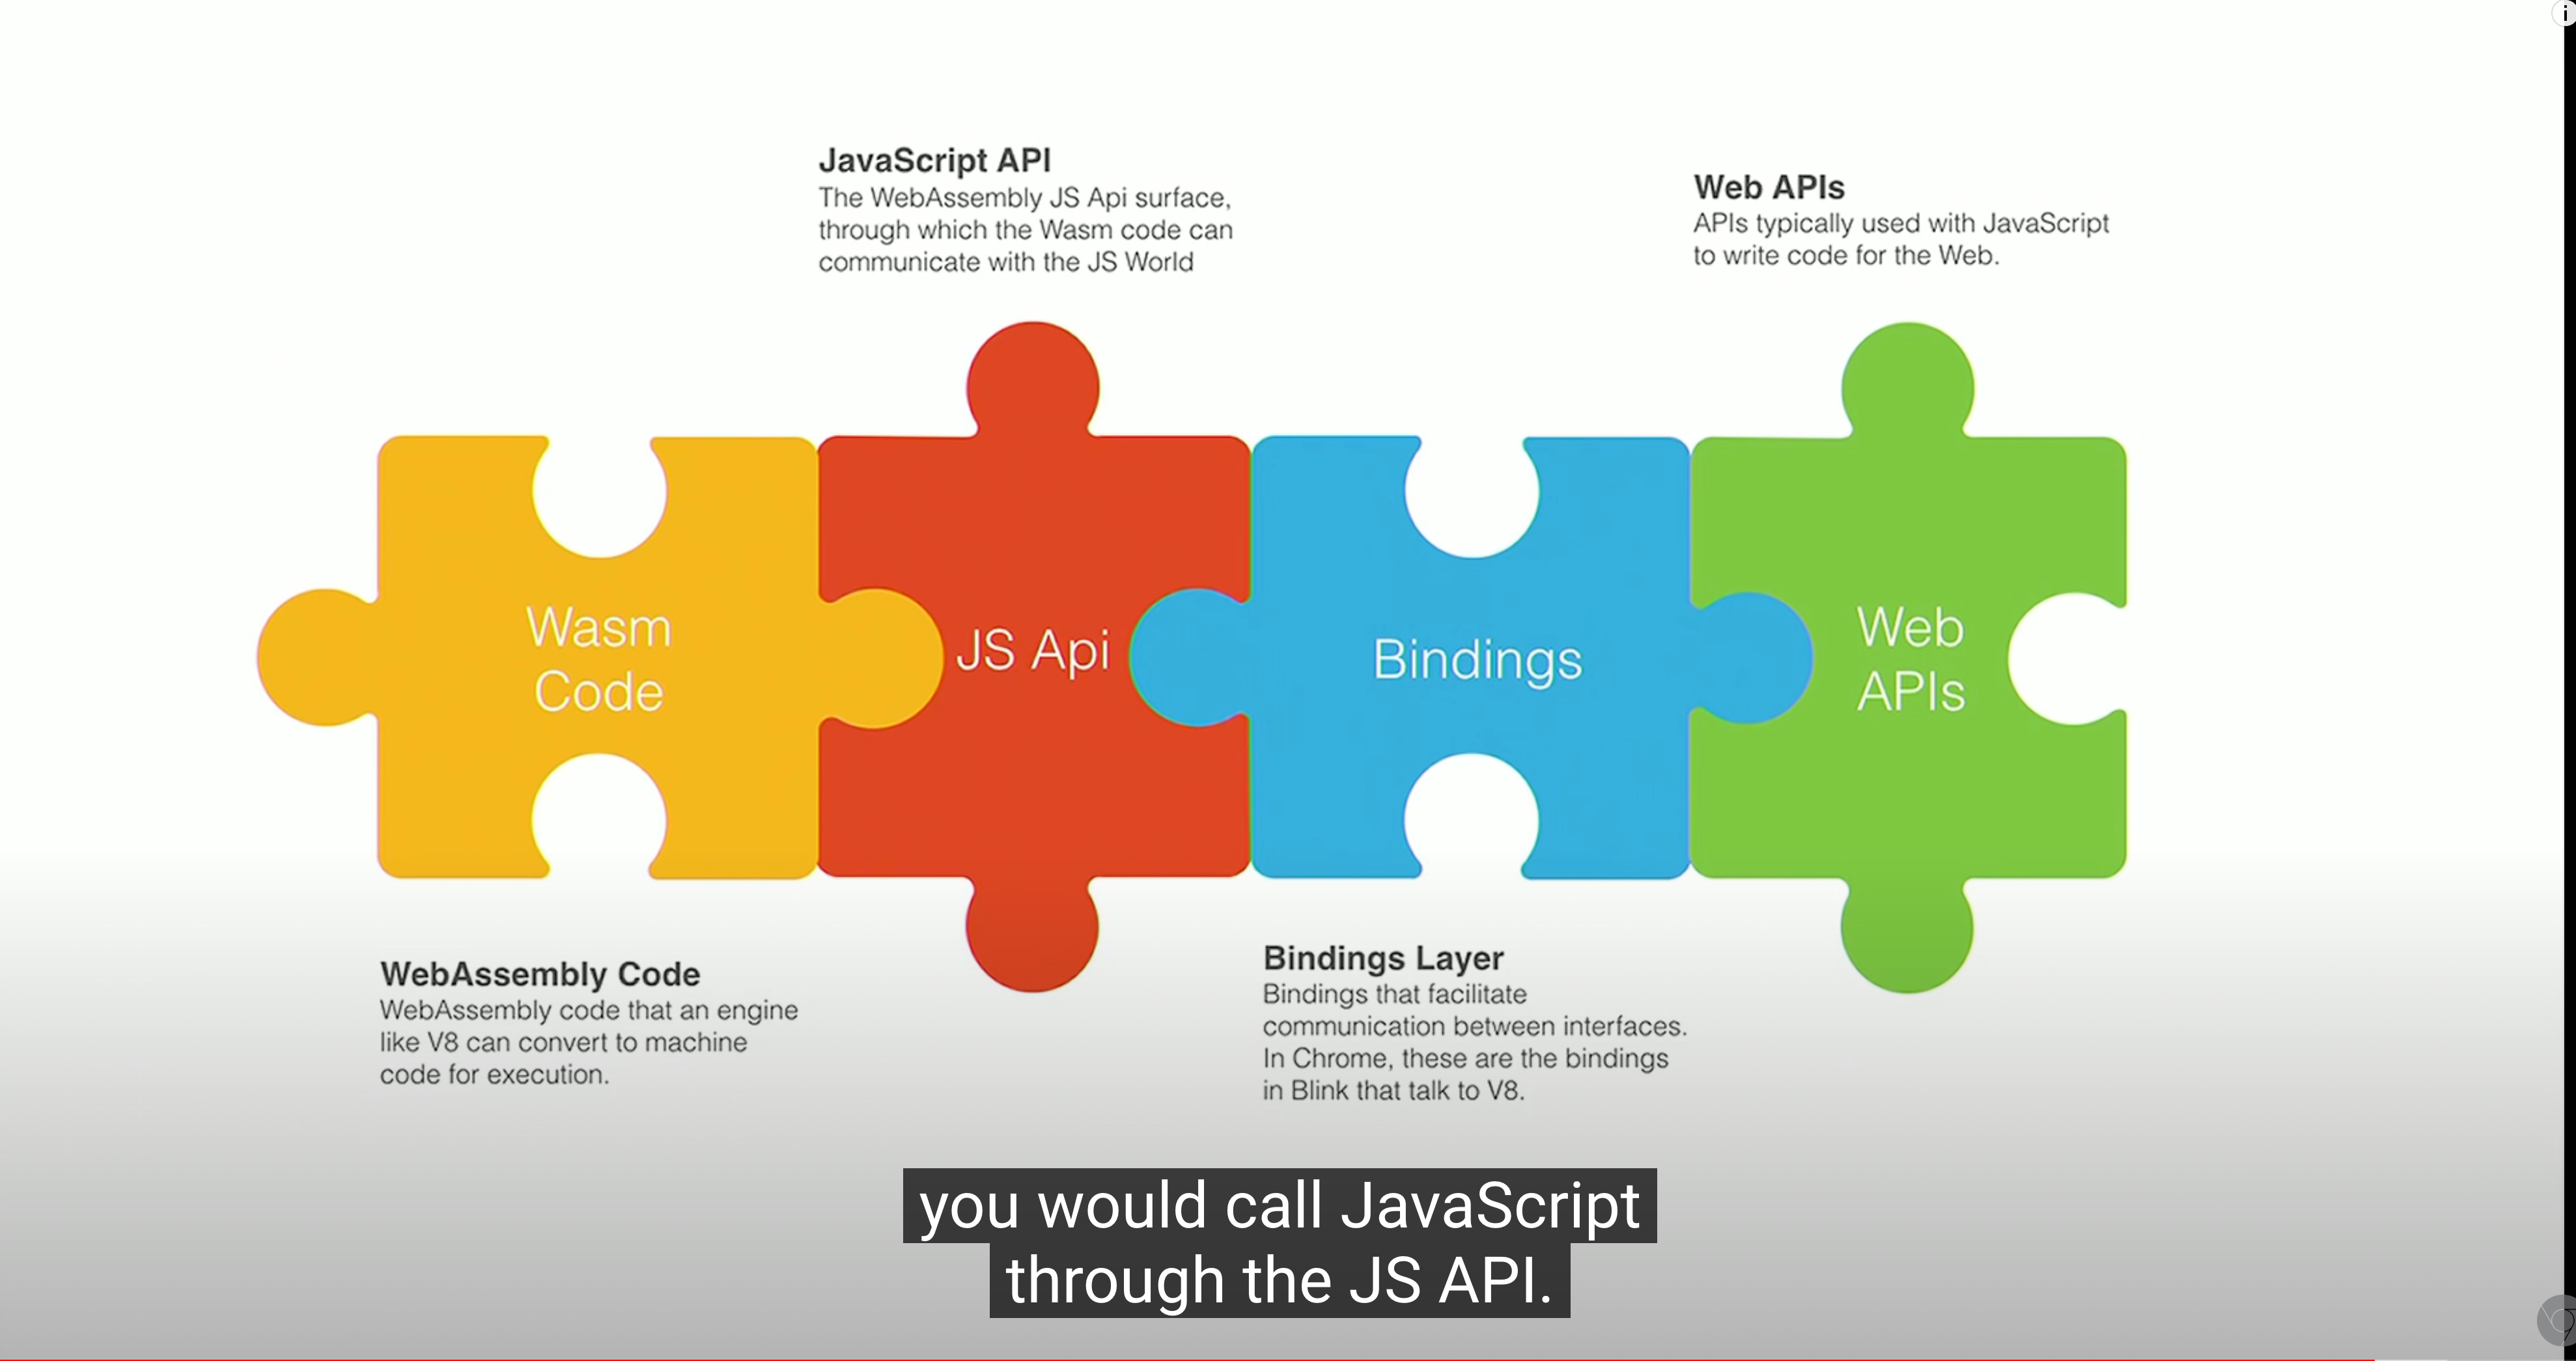 JavaScript API
The WebAssembly JS Api surface,
through which the Wasm code can
communicate with the JS World
Web APIs
APIs typically used with JavaScript
to write code for the Web.
Wasm
Code
JS Api
Bindings
Web
APIs
WebAssembly Code
WebAssembly code that an engine
like V8 can convert to machine
code for execution.
Bindings Layer
Bindings that facilitate
communication between interfaces.
In Chrome, these are the bindings
in Blink that talk to V8.
you would call JavaScript
through the JS API.